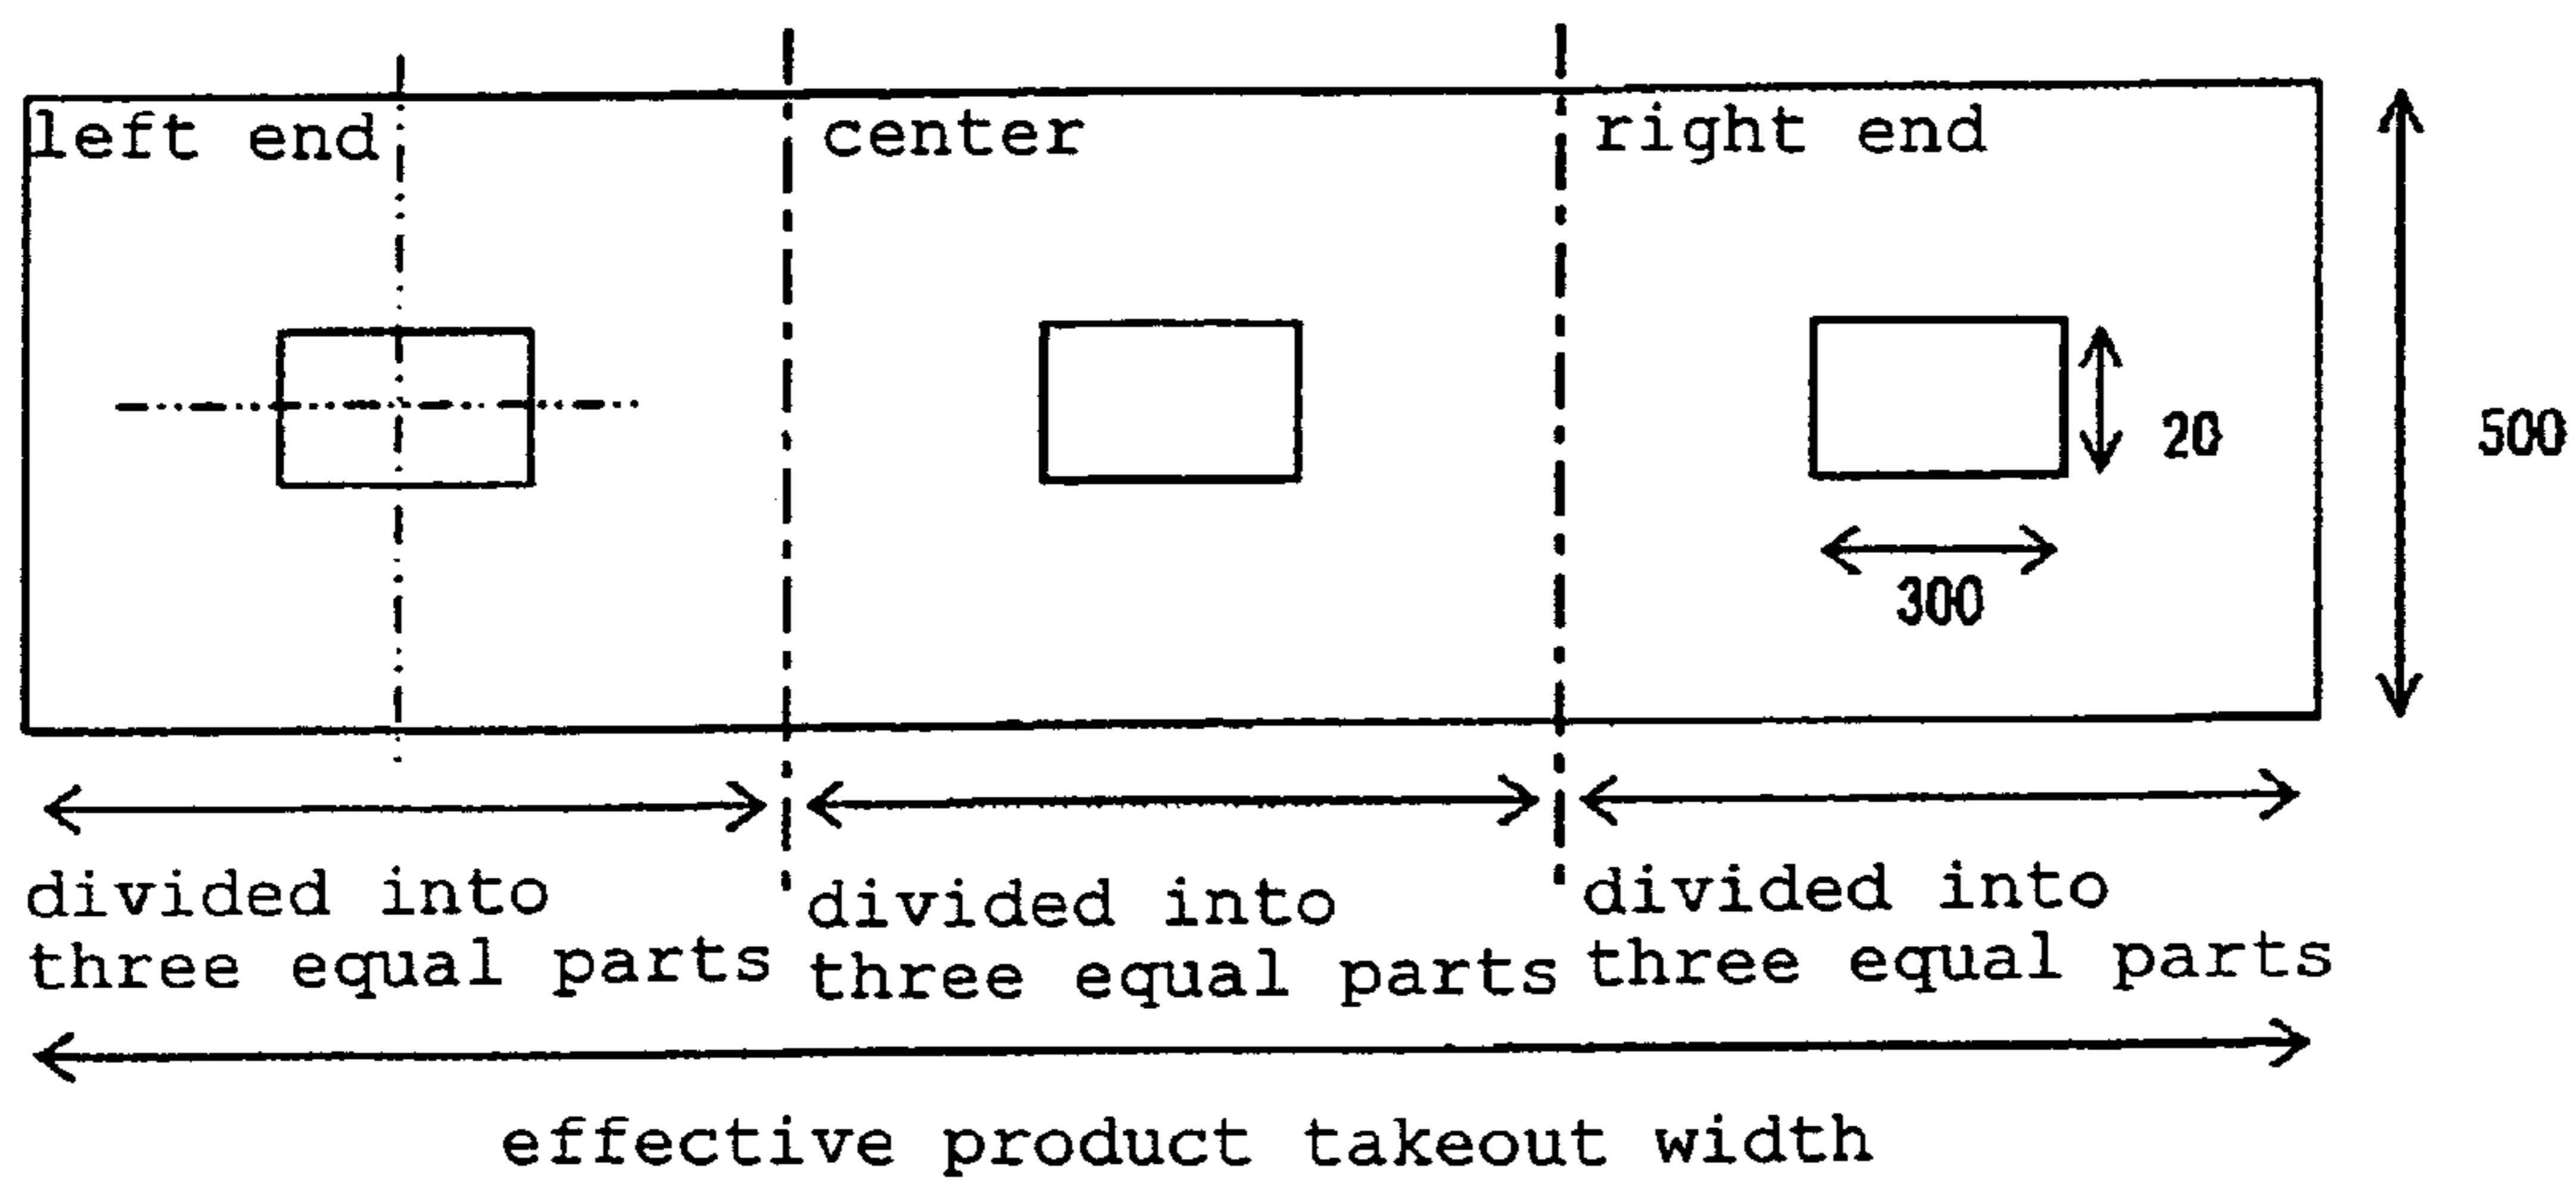 left end
center
right end
20
500
300
divided into
three equal parts
divided into
three equal parts
divided into
three equal parts
effective product takeout width